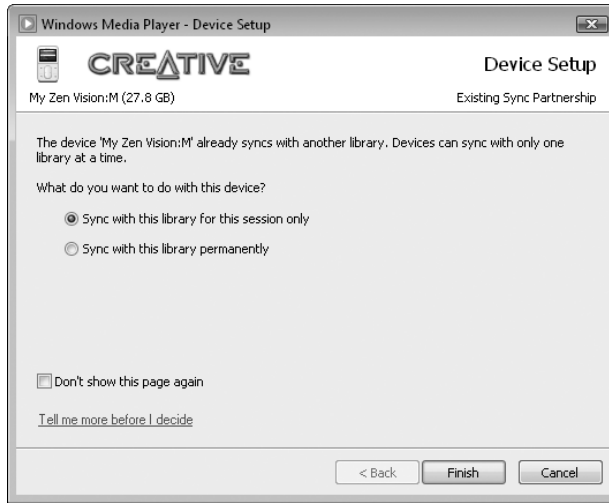 Windows Media Player - Device Setup
CREATIVE
Device Setup
My Zen Vision:M (27.8 GB)
Existing Sync Partnership
The device 'My Zen Vision:M' already syncs with another library. Devices can sync with only one
library at a time.
What do you want to do with this device?
Sync with this library for this session only
Sync with this library permanently
Don't show this page again
Tell me more before I decide
< Back
Finish
Cancel